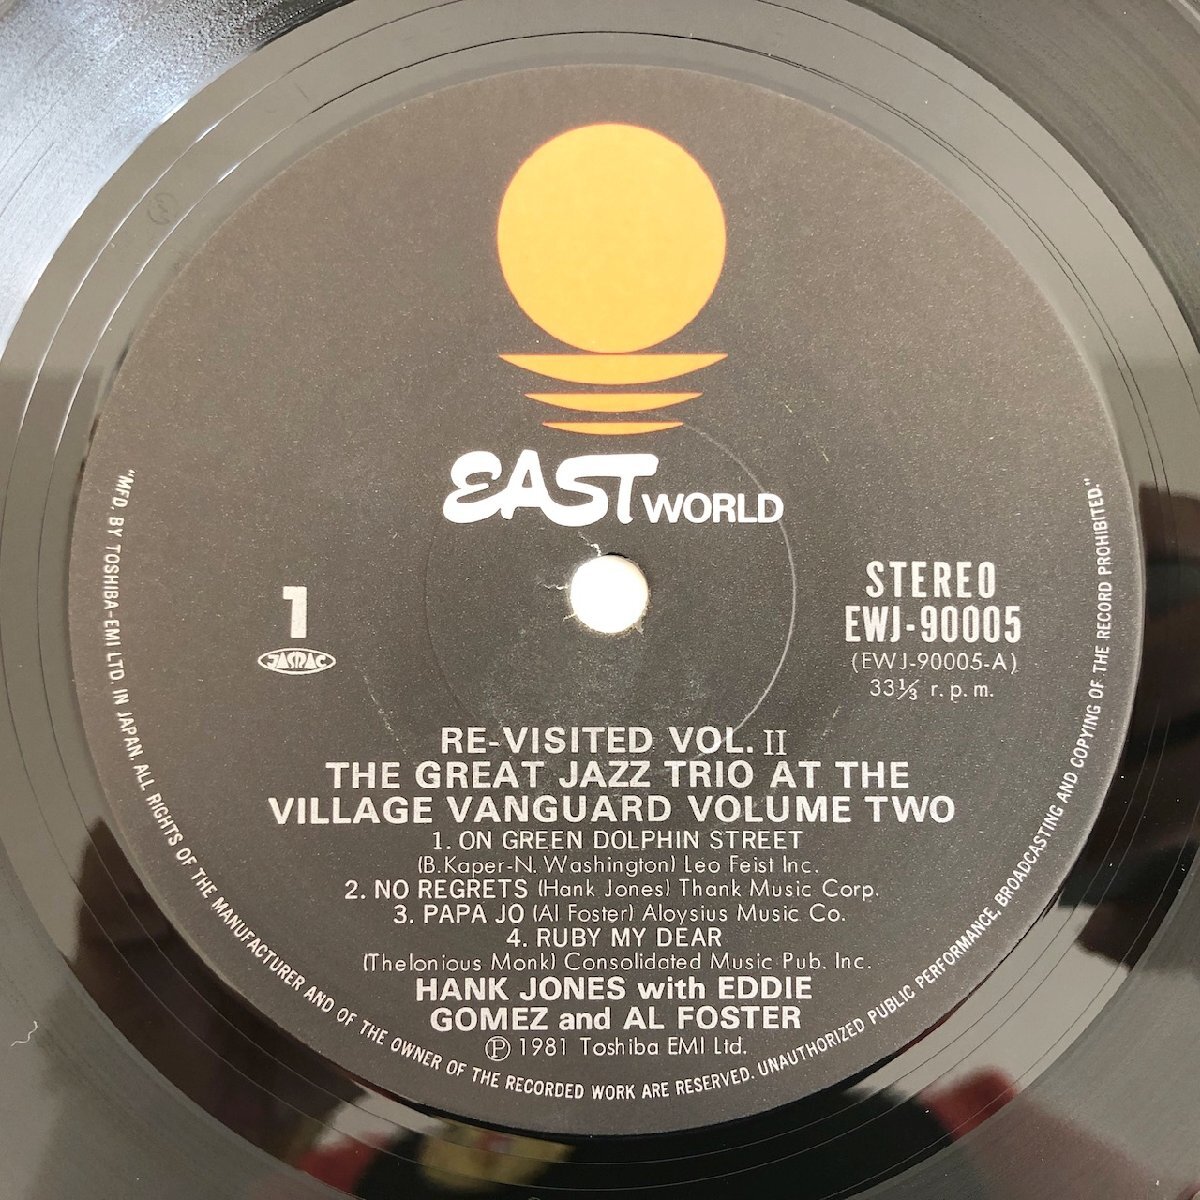 EAST WORLD
1
JASRAC
STEREO
EWJ-90005
(EWJ-90005-A)
33⅓ r.p.m.
RE-VISITED VOL. II
THE GREAT JAZZ TRIO AT THE
VILLAGE VANGUARD VOLUME TWO
1. ON GREEN DOLPHIN STREET
(B.Kaper-N. Washington) Leo Feist Inc.
2. NO REGRETS (Hank Jones) Thank Music Corp.
3. PAPA JO (Al Foster) Aloysius Music Co.
4. RUBY MY DEAR
(Thelonious Monk) Consolidated Music Pub. Inc.
HANK JONES with EDDIE
GOMEZ and AL FOSTER
Ⓟ 1981 Toshiba EMI Ltd.
"MFD. BY TOSHIBA-EMI LTD. IN JAPAN. ALL RIGHTS OF THE MANUFACTURER AND OF THE OWNER OF THE RECORDED WORK ARE RESERVED. UNAUTHORIZED PUBLIC PERFORMANCE, BROADCASTING AND COPYING OF THE RECORD PROHIBITED."